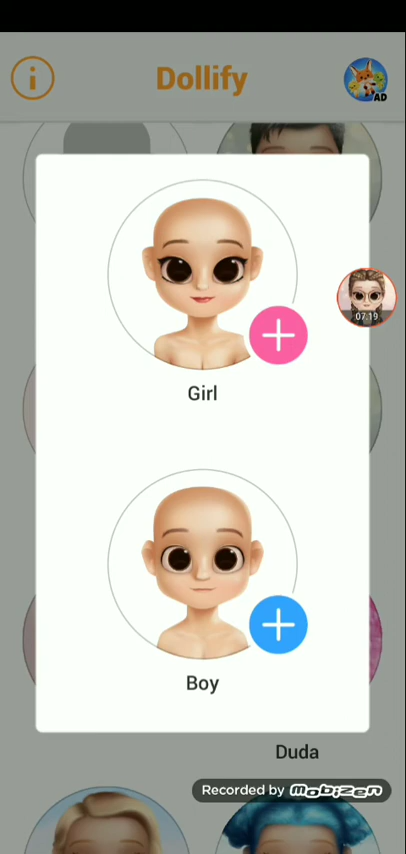 i
Dollify
AD
07:19
Girl
Boy
Duda
Recorded by MOBIZEN